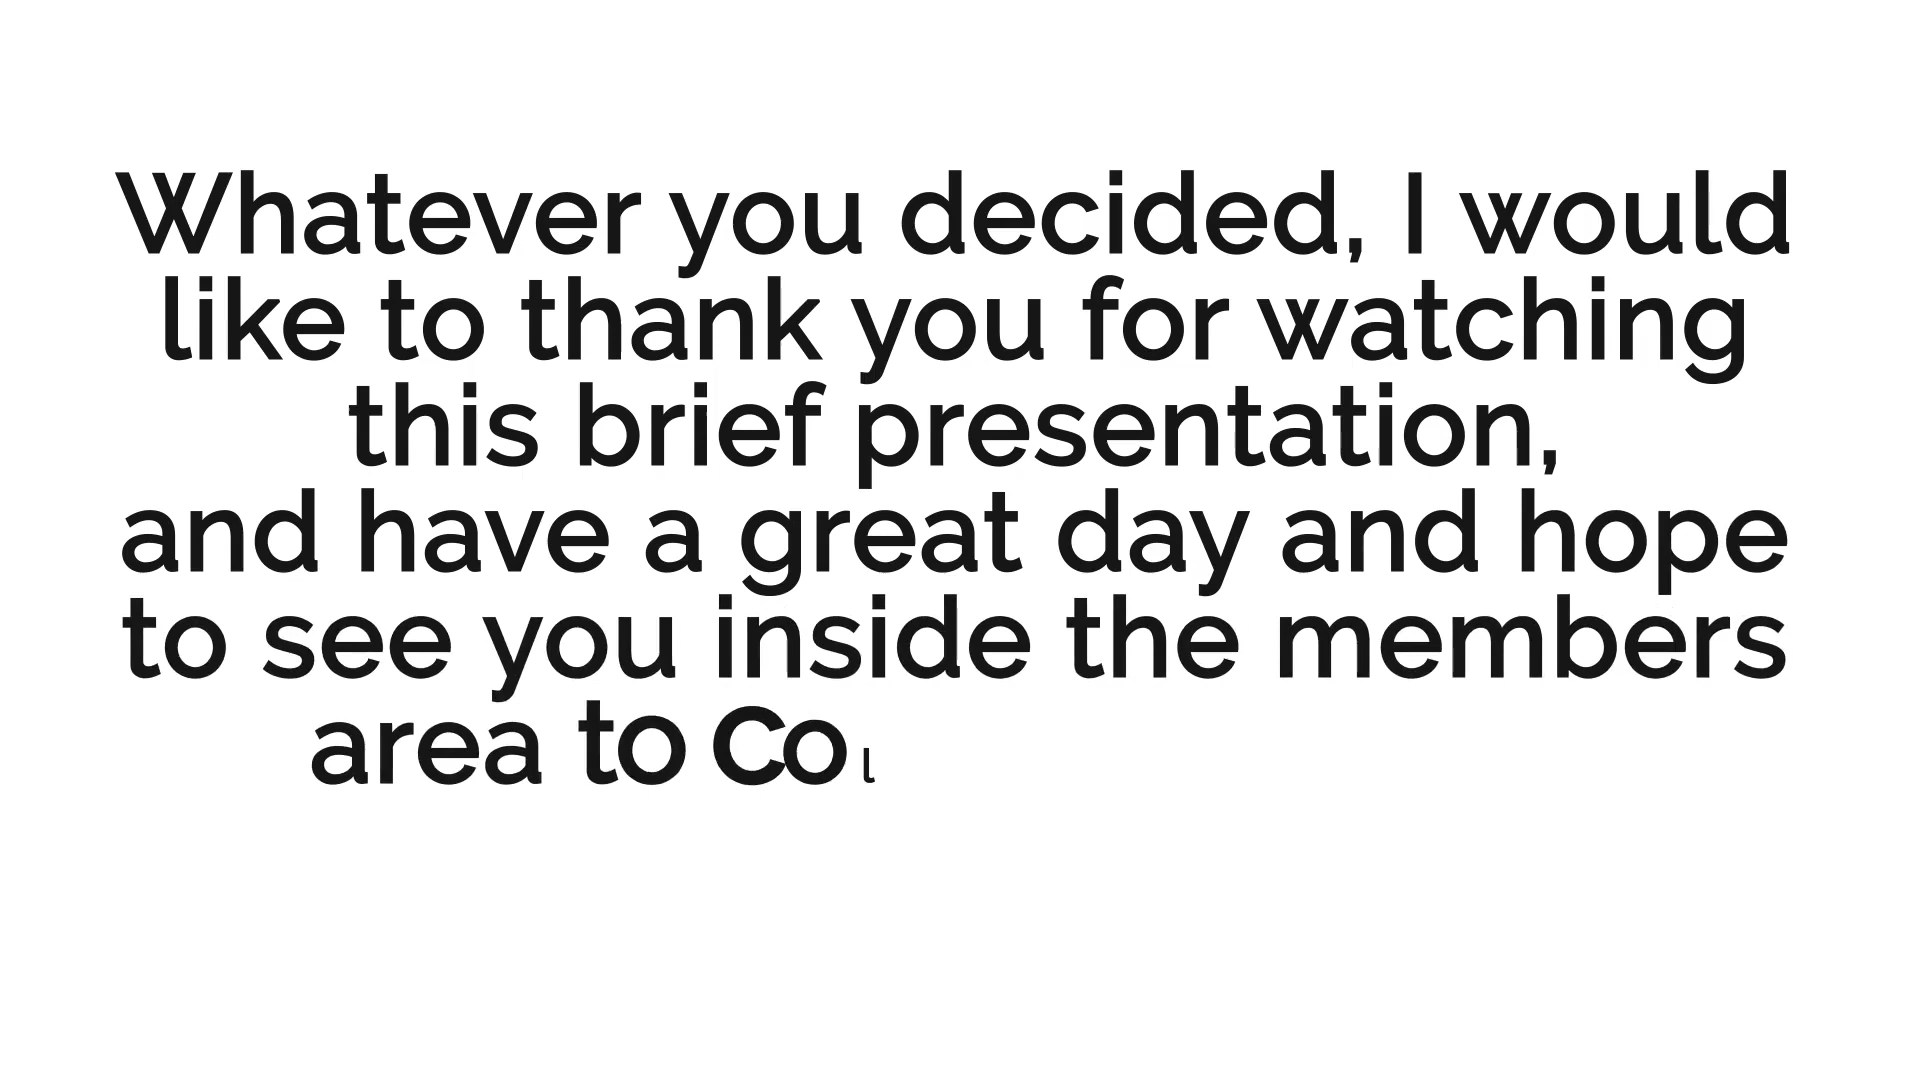 Whatever you decided, I would
like to thank you for watching
this brief presentation,
and have a great day and hope
to see you inside the members
area to Col